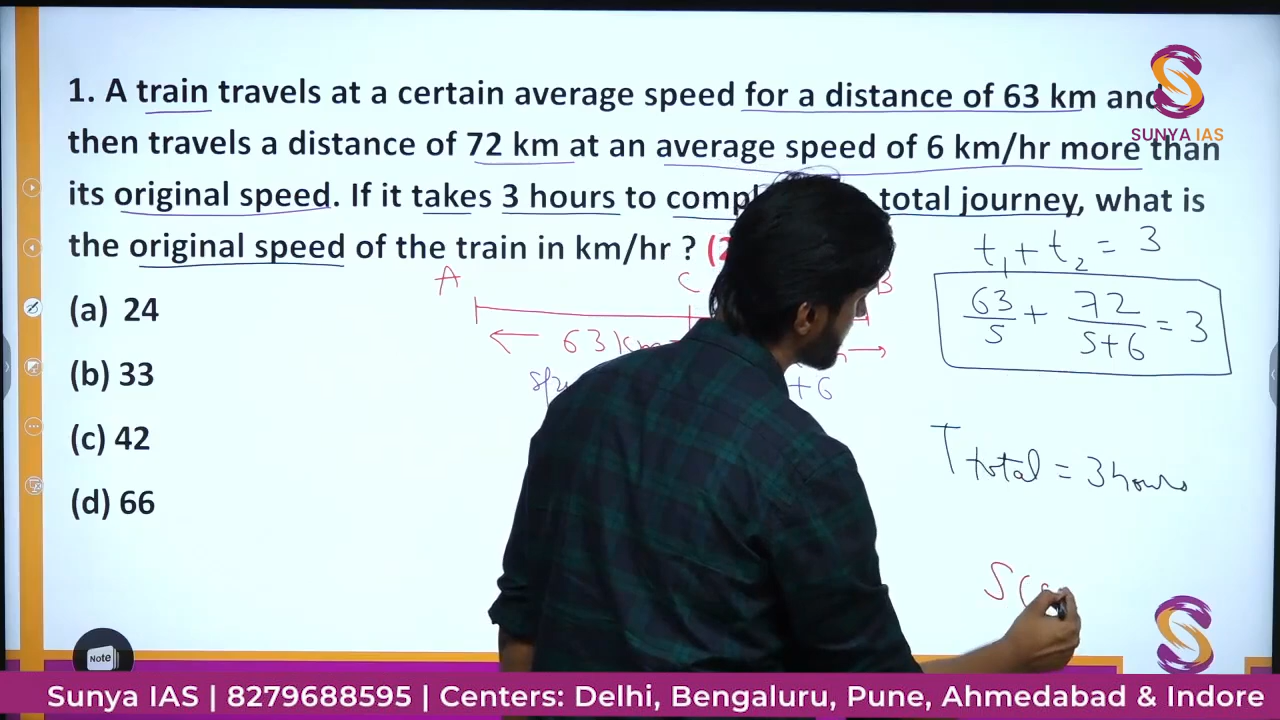 1. A train travels at a certain average speed for a distance of 63 km and
then travels a distance of 72 km at an average speed of 6 km/hr more than
its original speed. If it takes 3 hours to total journey, what is
the original speed of the train in km/hr ?
(a) 24
(b) 33
(c) 42
(d) 66
SUNYA IAS
A C B
63 km
+6
t₁ + t₂ = 3
63/S + 72/S+6 = 3
T total = 3 hours
S(
Note
Sunya IAS | 8279688595 | Centers: Delhi, Bengaluru, Pune, Ahmedabad & Indore